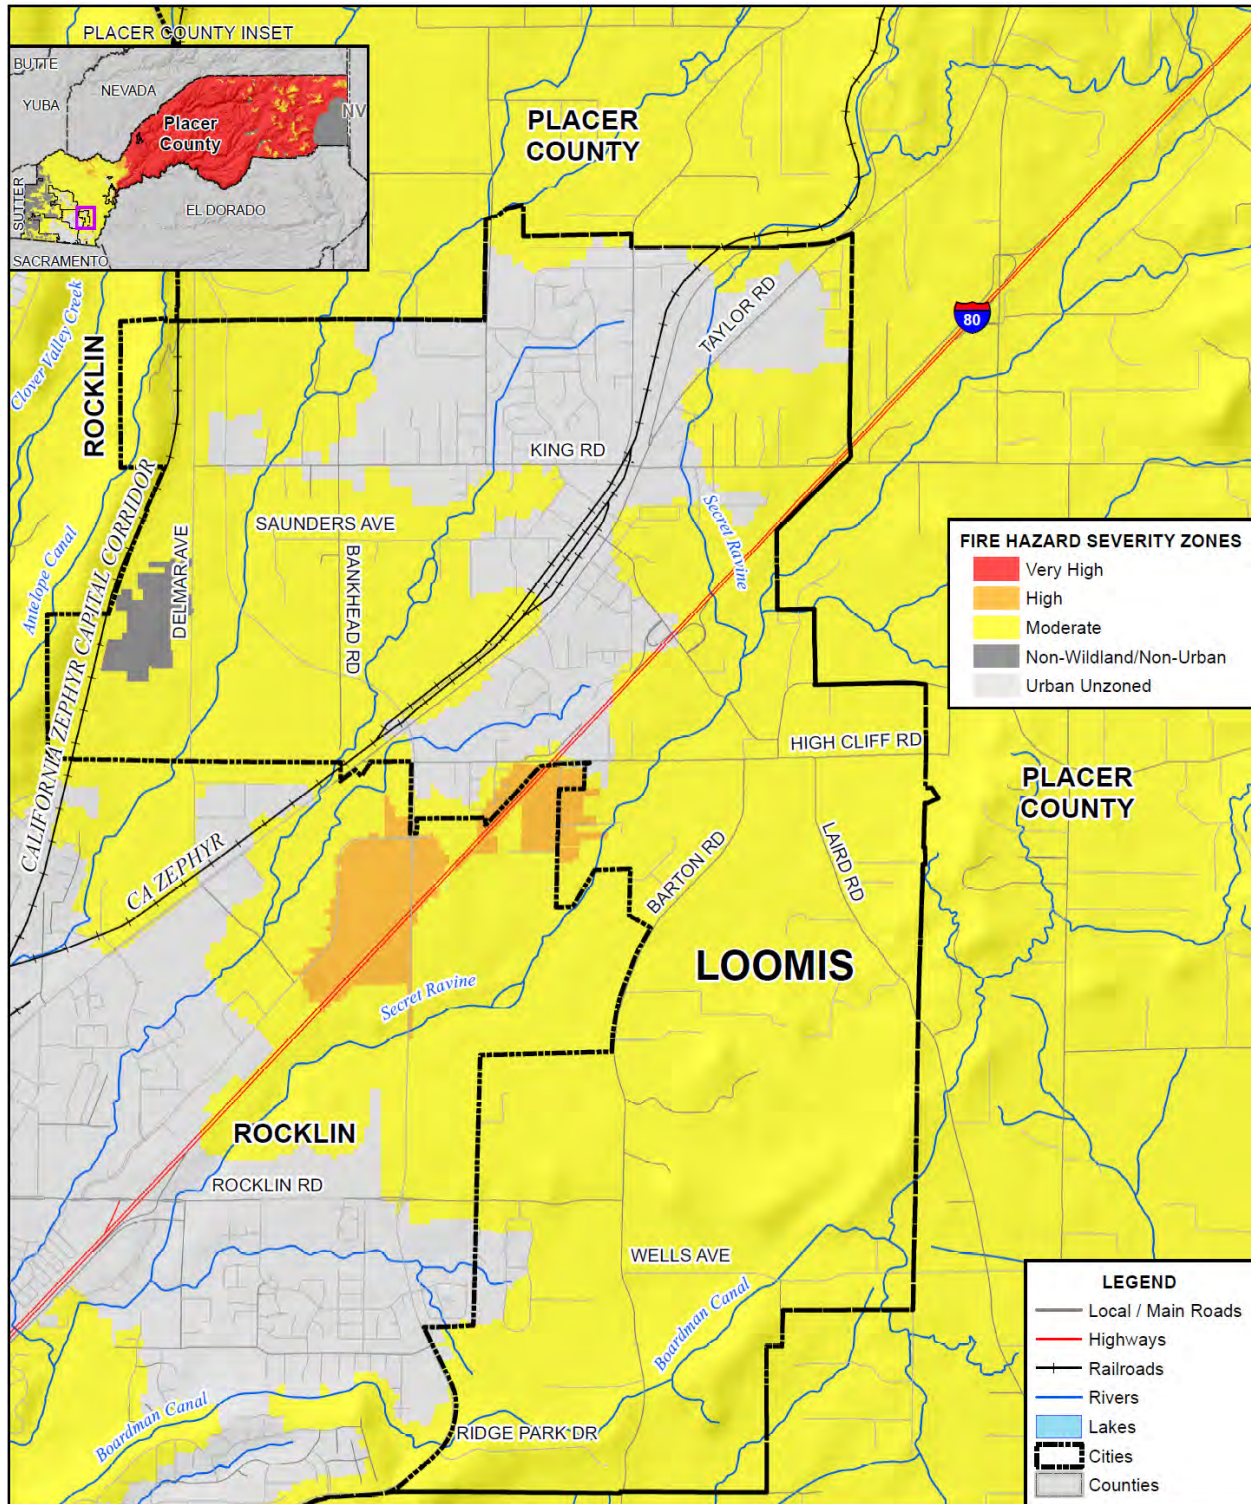 PLACER COUNTY INSET
BUTTE
YUBA
NEVADA
NV
Placer
County
SUTTER
EL DORADO
SACRAMENTO
PLACER
COUNTY
Clover Valley Creek
ROCKLIN
TAYLOR RD
80
KING RD
SAUNDERS AVE
BANKHEAD RD
DELMAR AVE
Antelope Canal
CALIFORNIA ZEPHYR CAPITAL CORRIDOR
Secret Ravine
FIRE HAZARD SEVERITY ZONES
Very High
High
Moderate
Non-Wildland/Non-Urban
Urban Unzoned
HIGH CLIFF RD
PLACER
COUNTY
CA ZEPHYR
BARTON RD
LAIRD RD
LOOMIS
Secret Ravine
ROCKLIN
ROCKLIN RD
WELLS AVE
Boardman Canal
Boardman Canal
RIDGE PARK DR
LEGEND
Local / Main Roads
Highways
Railroads
Rivers
Lakes
Cities
Counties